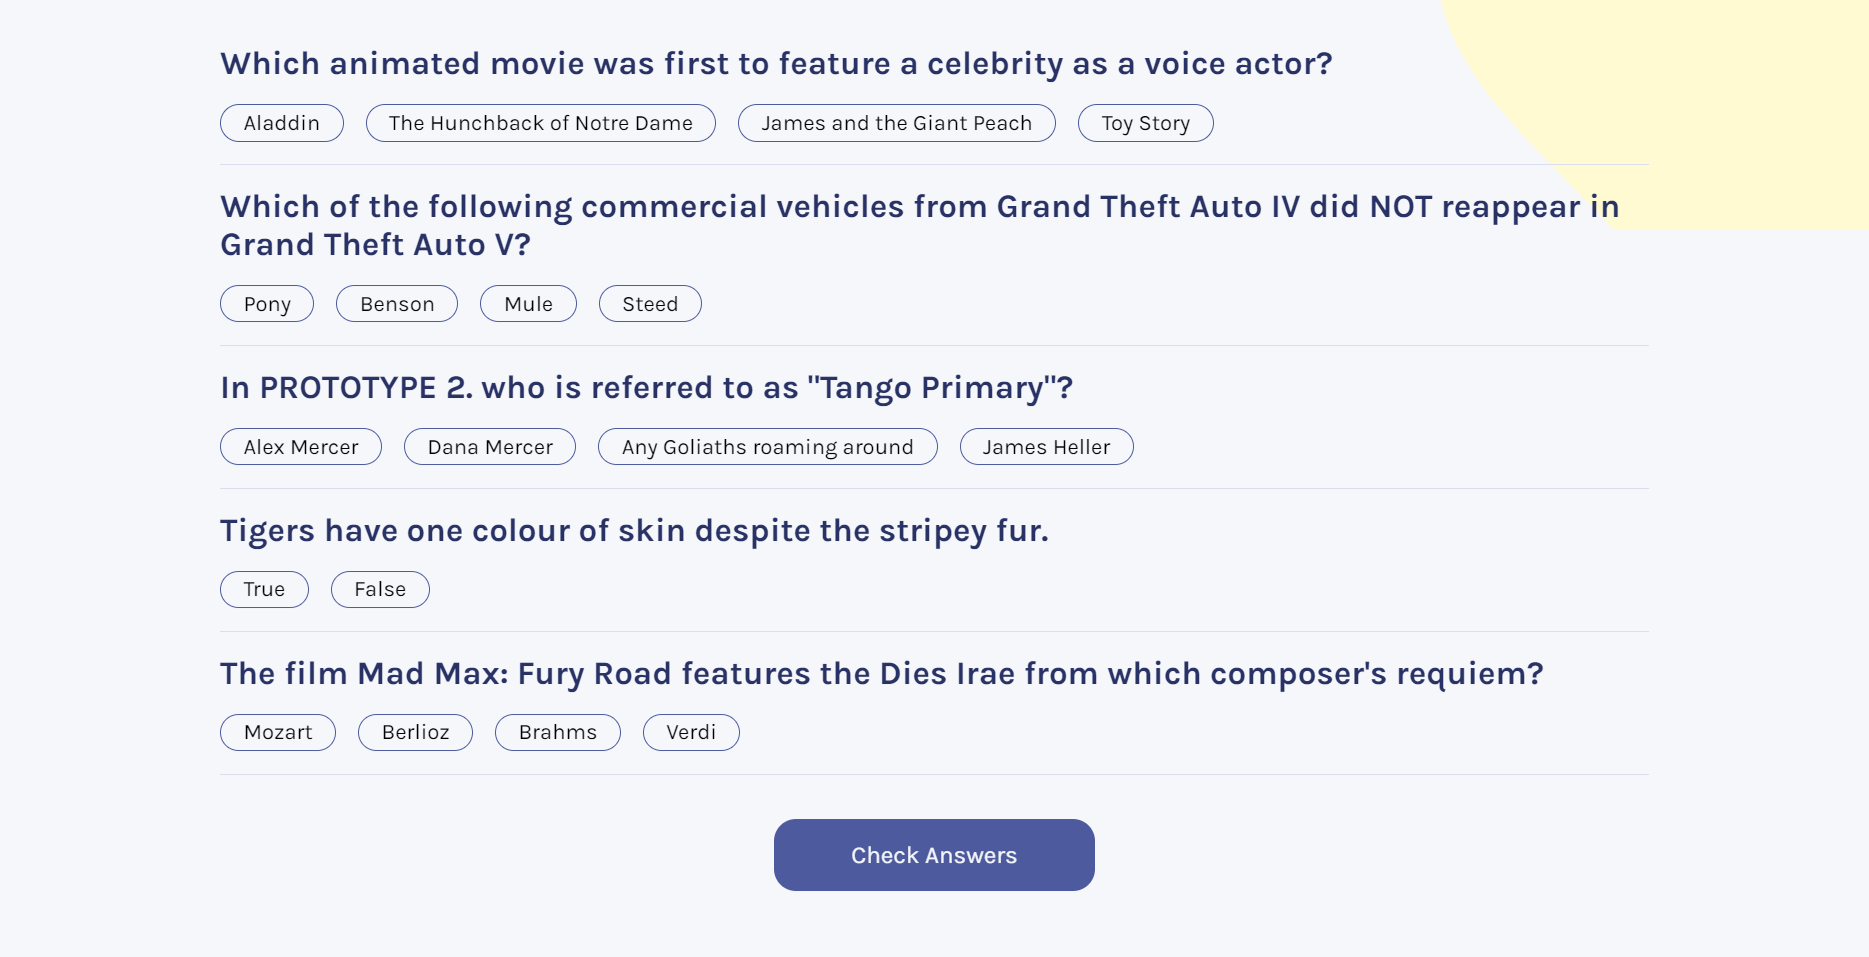 Which animated movie was first to feature a celebrity as a voice actor?
Aladdin The Hunchback of Notre Dame James and the Giant Peach Toy Story
Which of the following commercial vehicles from Grand Theft Auto IV did NOT reappear in
Grand Theft Auto V?
Pony Benson Mule Steed
In PROTOTYPE 2. who is referred to as "Tango Primary"?
Alex Mercer Dana Mercer Any Goliaths roaming around James Heller
Tigers have one colour of skin despite the stripey fur.
True False
The film Mad Max: Fury Road features the Dies Irae from which composer's requiem?
Mozart Berlioz Brahms Verdi
Check Answers